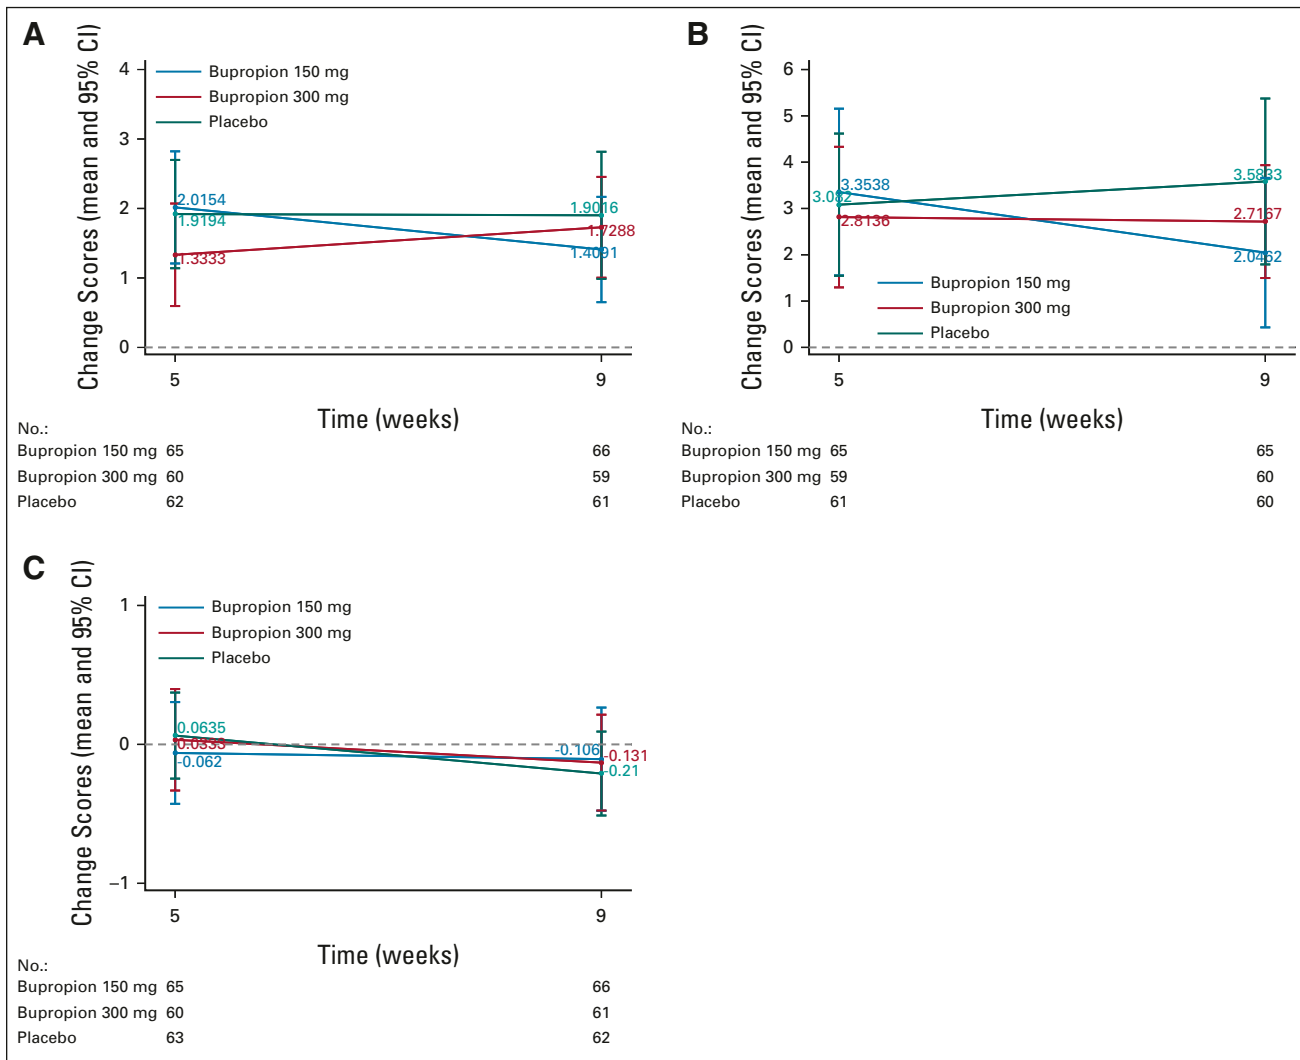 A
Change Scores (mean and 95% CI)
4
3
2
1
0
Bupropion 150 mg
Bupropion 300 mg
Placebo
2.0154
1.9194
1.3333
1.9016
1.7288
1.4091
5
9
Time (weeks)
No.:
Bupropion 150 mg 65 66
Bupropion 300 mg 60 59
Placebo 62 61
B
Change Scores (mean and 95% CI)
6
5
4
3
2
1
0
3.3538
3.082
2.8136
3.5833
2.7167
2.0462
Bupropion 150 mg
Bupropion 300 mg
Placebo
5
9
Time (weeks)
No.:
Bupropion 150 mg 65 65
Bupropion 300 mg 59 60
Placebo 61 60
C
Change Scores (mean and 95% CI)
1
0
–1
Bupropion 150 mg
Bupropion 300 mg
Placebo
0.0635
0.0333
-0.062
-0.106
-0.131
-0.21
5
9
Time (weeks)
No.:
Bupropion 150 mg 65 66
Bupropion 300 mg 60 61
Placebo 63 62